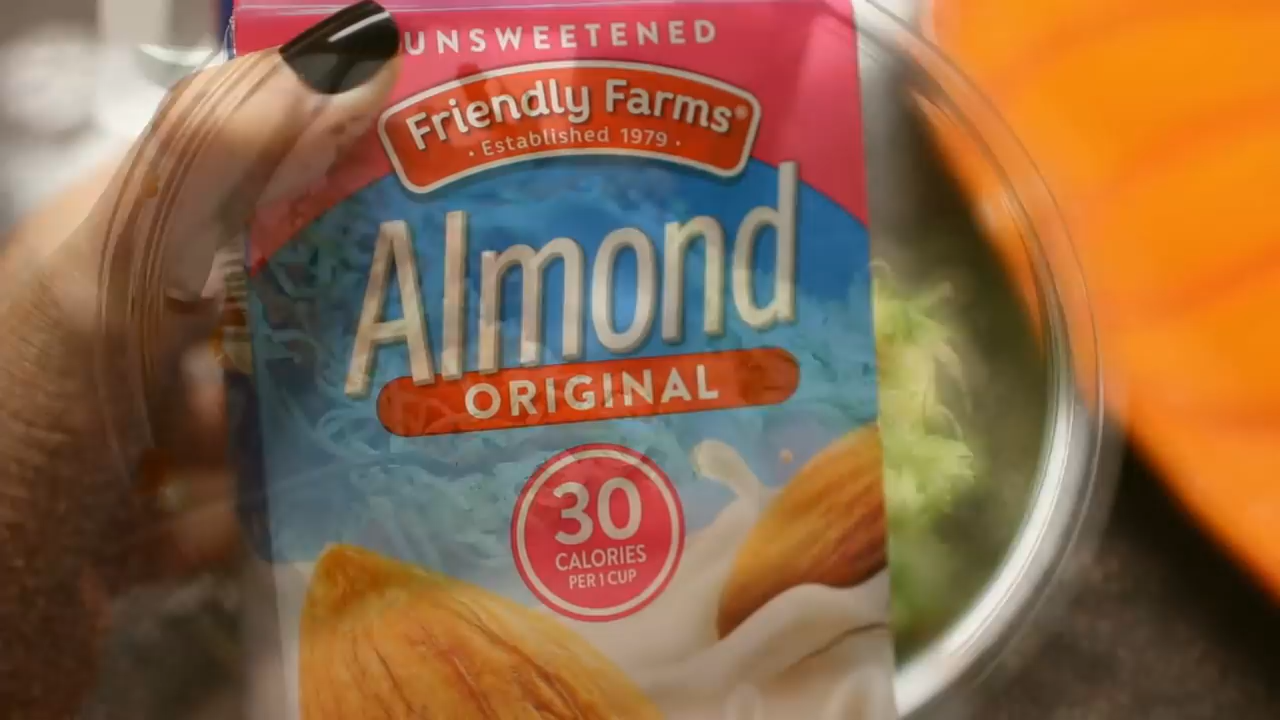 UNSWEETENED
Friendly Farms®
· Established 1979 ·
Almond
ORIGINAL
30
CALORIES
PER 1 CUP